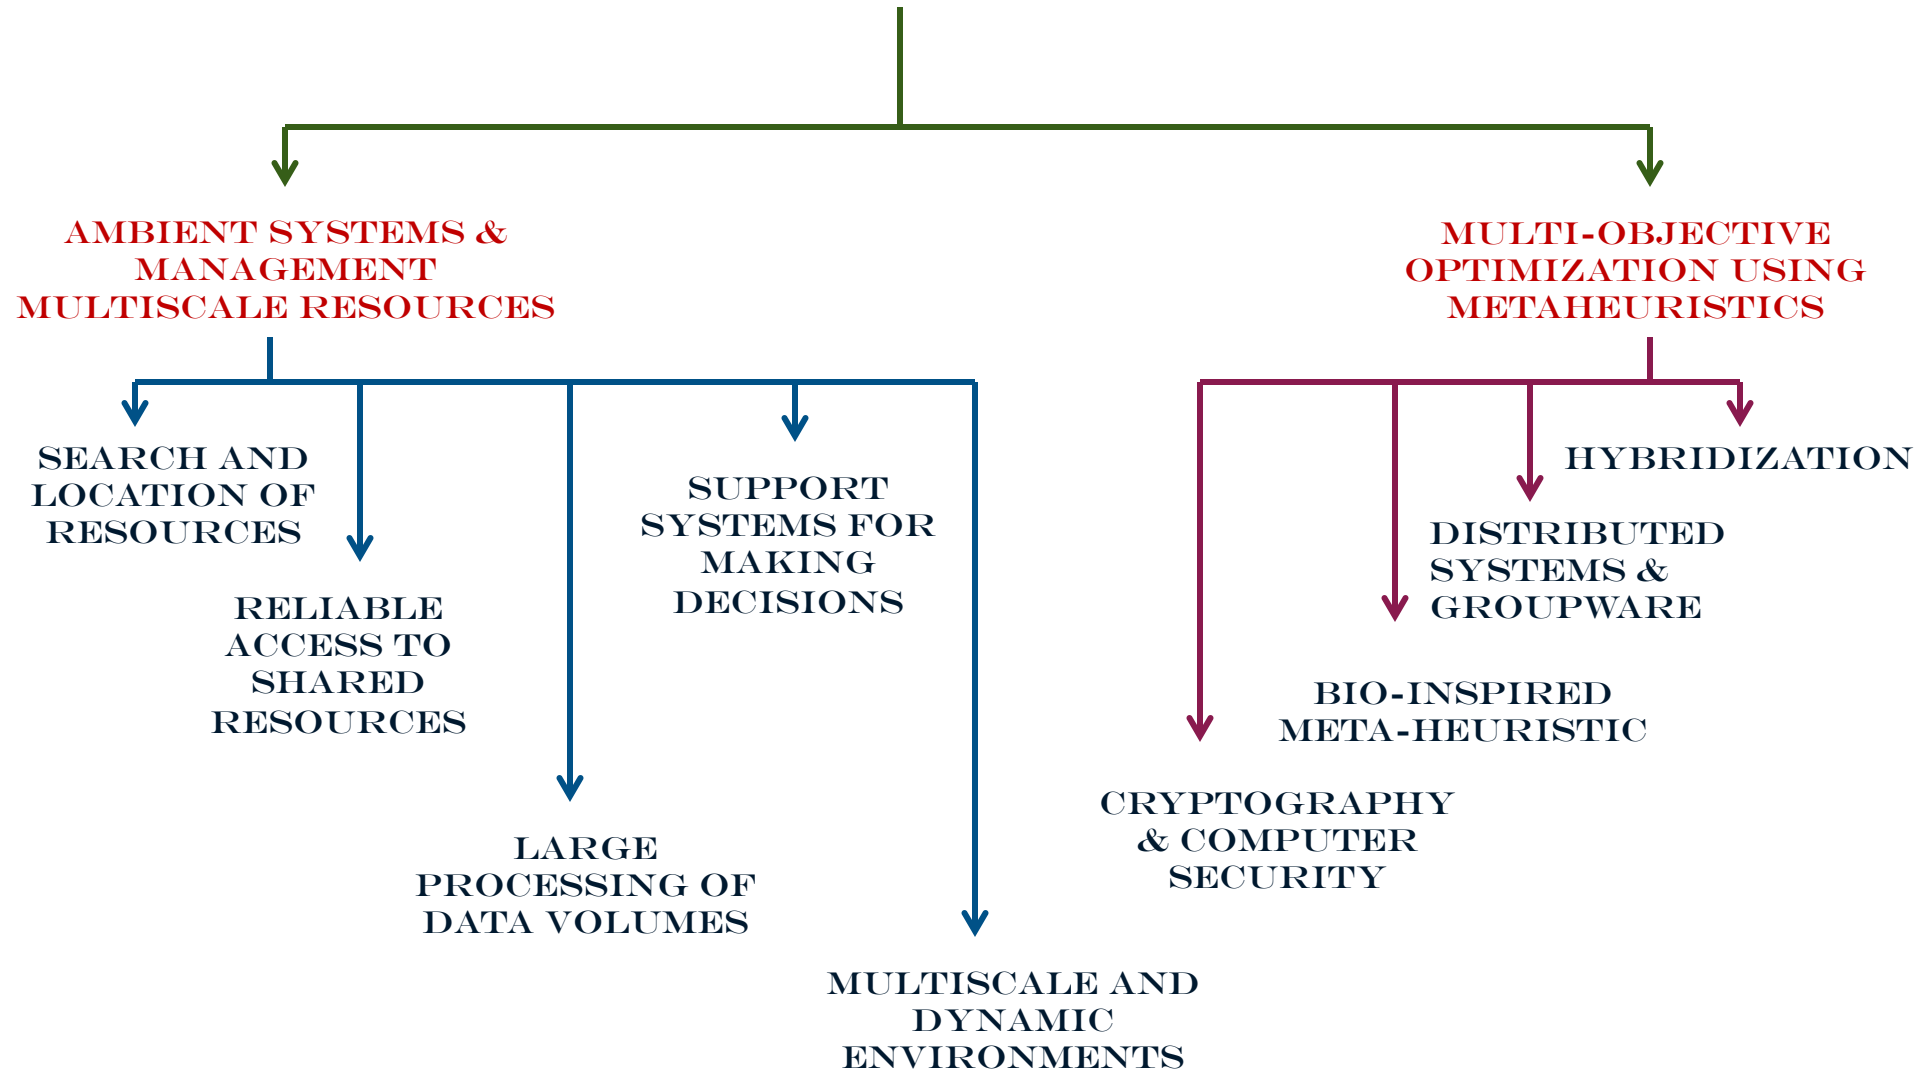 AMBIENT SYSTEMS &
MANAGEMENT
MULTISCALE RESOURCES
MULTI-OBJECTIVE
OPTIMIZATION USING
METAHEURISTICS
SEARCH AND
LOCATION OF
RESOURCES
RELIABLE
ACCESS TO
SHARED
RESOURCES
LARGE
PROCESSING OF
DATA VOLUMES
SUPPORT
SYSTEMS FOR
MAKING
DECISIONS
MULTISCALE AND
DYNAMIC
ENVIRONMENTS
CRYPTOGRAPHY
& COMPUTER
SECURITY
BIO-INSPIRED
META-HEURISTIC
DISTRIBUTED
SYSTEMS &
GROUPWARE
HYBRIDIZATION